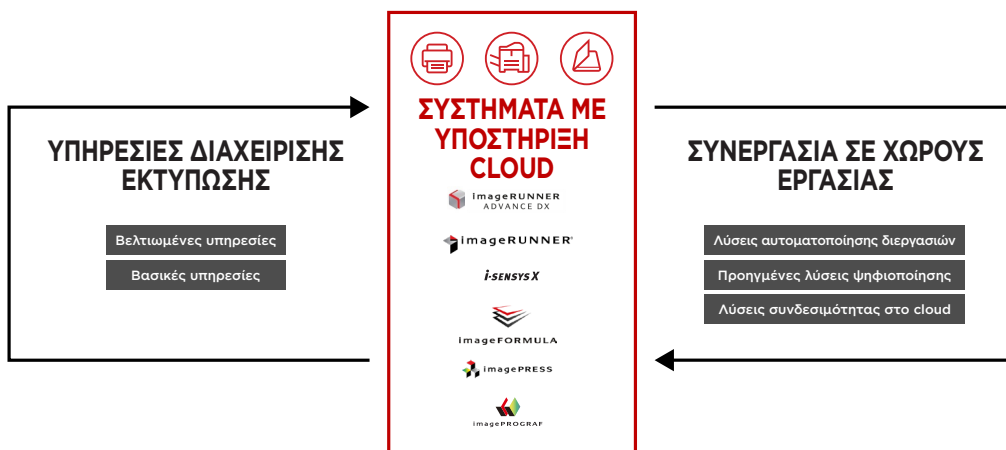 ΥΠΗΡΕΣΙΕΣ ΔΙΑΧΕΙΡΙΣΗΣ
ΕΚΤΥΠΩΣΗΣ
Βελτιωμένες υπηρεσίες
Βασικές υπηρεσίες
ΣΥΣΤΗΜΑΤΑ ΜΕ
ΥΠΟΣΤΗΡΙΞΗ
CLOUD
imageRUNNER
ADVANCE DX
imageRUNNER
i-SENSYS X
imageFORMULA
imagePRESS
imagePROGRAF
ΣΥΝΕΡΓΑΣΙΑ ΣΕ ΧΩΡΟΥΣ
ΕΡΓΑΣΙΑΣ
Λύσεις αυτοματοποίησης διεργασιών
Προηγμένες λύσεις ψηφιοποίησης
Λύσεις συνδεσιμότητας στο cloud